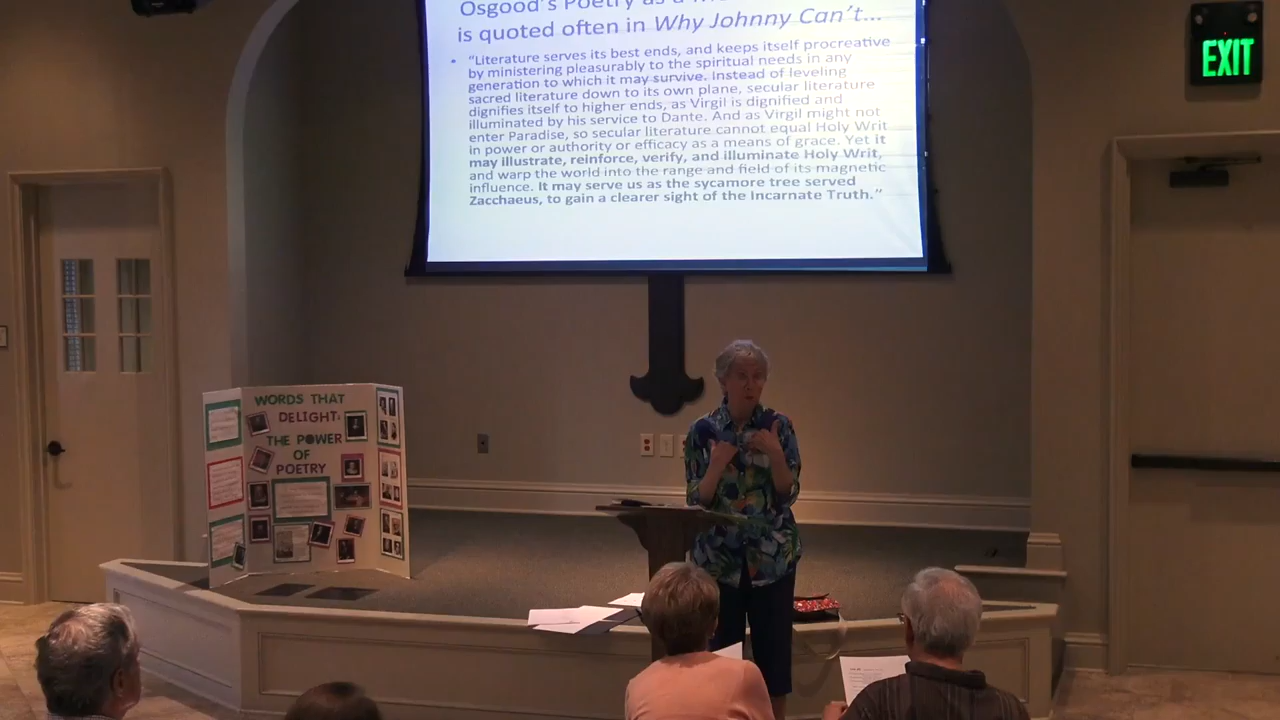 Osgood's Poetry as a
is quoted often in Why Johnny Can't...
• "Literature serves its best ends, and keeps itself procreative
by ministering pleasurably to the spiritual needs in any
generation to which it may survive. Instead of leveling
sacred literature down to its own plane, secular literature
dignifies itself to higher ends, as Virgil is dignified and
illuminated by his service to Dante. And as Virgil might not
enter Paradise, so secular literature cannot equal Holy Writ
in power or authority or efficacy as a means of grace. Yet it
may illustrate, reinforce, verify, and illuminate Holy Writ,
and warp the world into the range and field of its magnetic
influence. It may serve us as the sycamore tree served
Zacchaeus, to gain a clearer sight of the Incarnate Truth."
EXIT
WORDS THAT
DELIGHT:
THE POWER
OF
POETRY